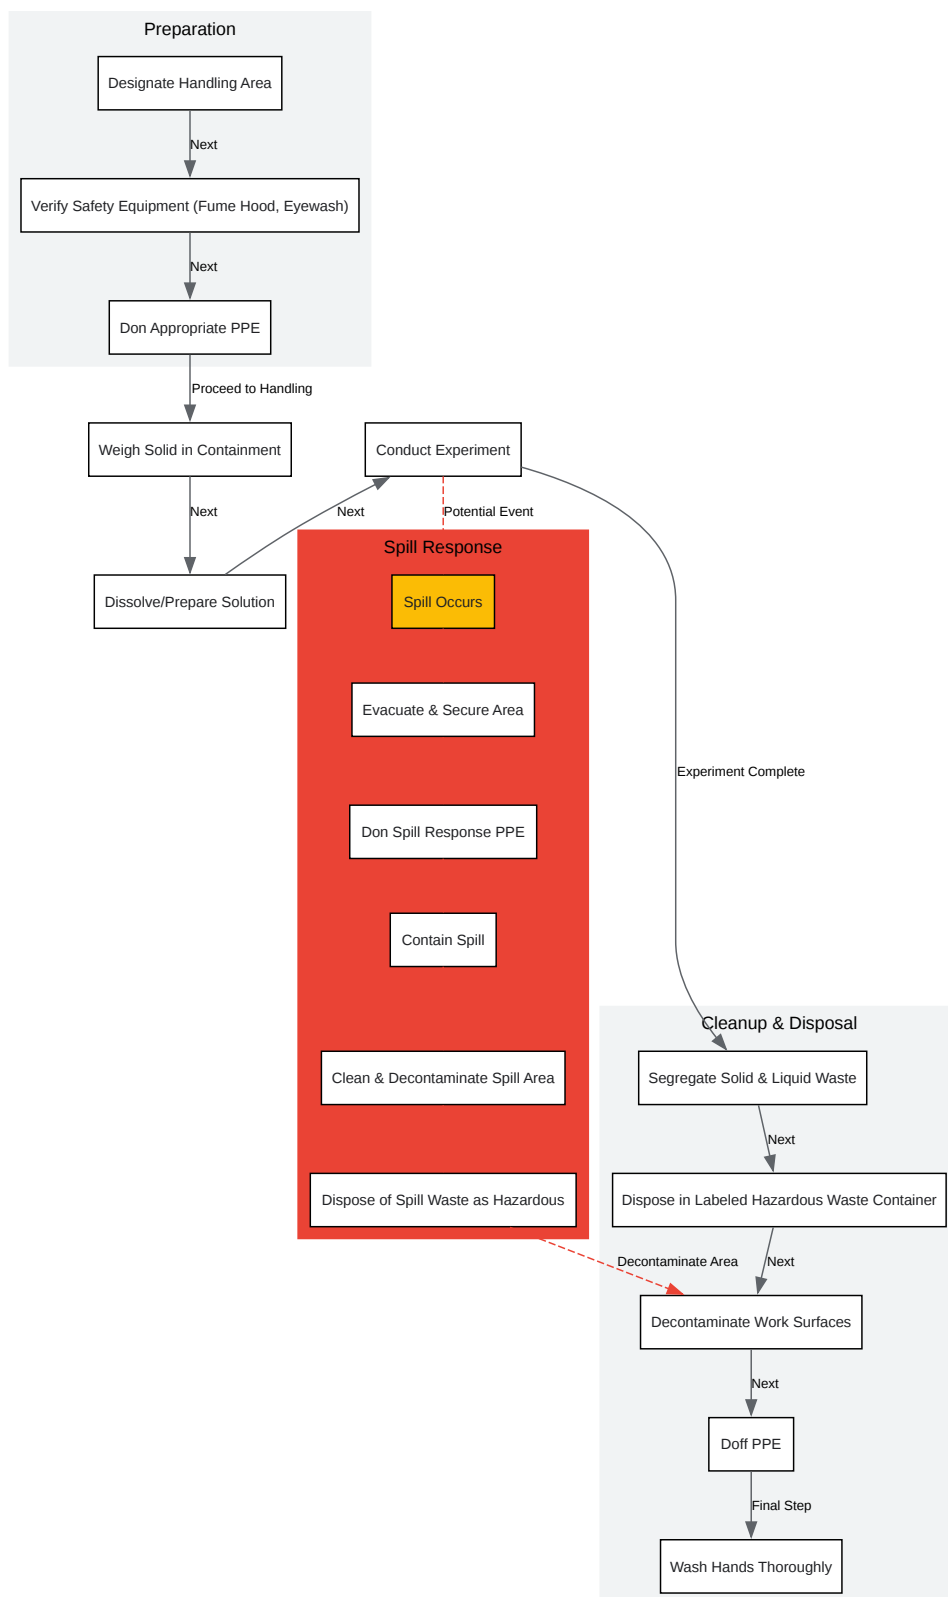 Preparation
Designate Handling Area
Next
Verify Safety Equipment (Fume Hood, Eyewash)
Next
Don Appropriate PPE
Proceed to Handling
Weigh Solid in Containment
Conduct Experiment
Next
Next
Potential Event
Spill Response
Dissolve/Prepare Solution
Spill Occurs
Evacuate & Secure Area
Experiment Complete
Don Spill Response PPE
Contain Spill
Cleanup & Disposal
Clean & Decontaminate Spill Area
Segregate Solid & Liquid Waste
Next
Dispose of Spill Waste as Hazardous
Dispose in Labeled Hazardous Waste Container
Decontaminate Area
Next
Decontaminate Work Surfaces
Next
Doff PPE
Final Step
Wash Hands Thoroughly